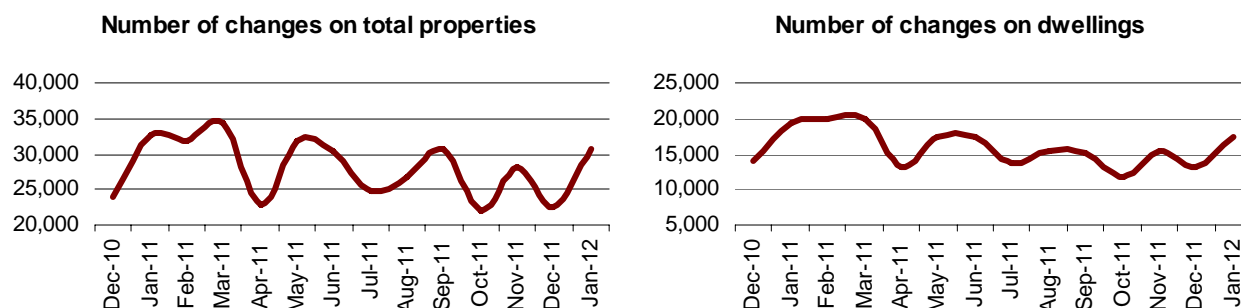 Number of changes on total properties
40,000
35,000
30,000
25,000
20,000
Dec-10
Jan-11
Feb-11
Mar-11
Apr-11
May-11
Jun-11
Jul-11
Aug-11
Sep-11
Oct-11
Nov-11
Dec-11
Jan-12
Number of changes on dwellings
25,000
20,000
15,000
10,000
5,000
Dec-10
Jan-11
Feb-11
Mar-11
Apr-11
May-11
Jun-11
Jul-11
Aug-11
Sep-11
Oct-11
Nov-11
Dec-11
Jan-12